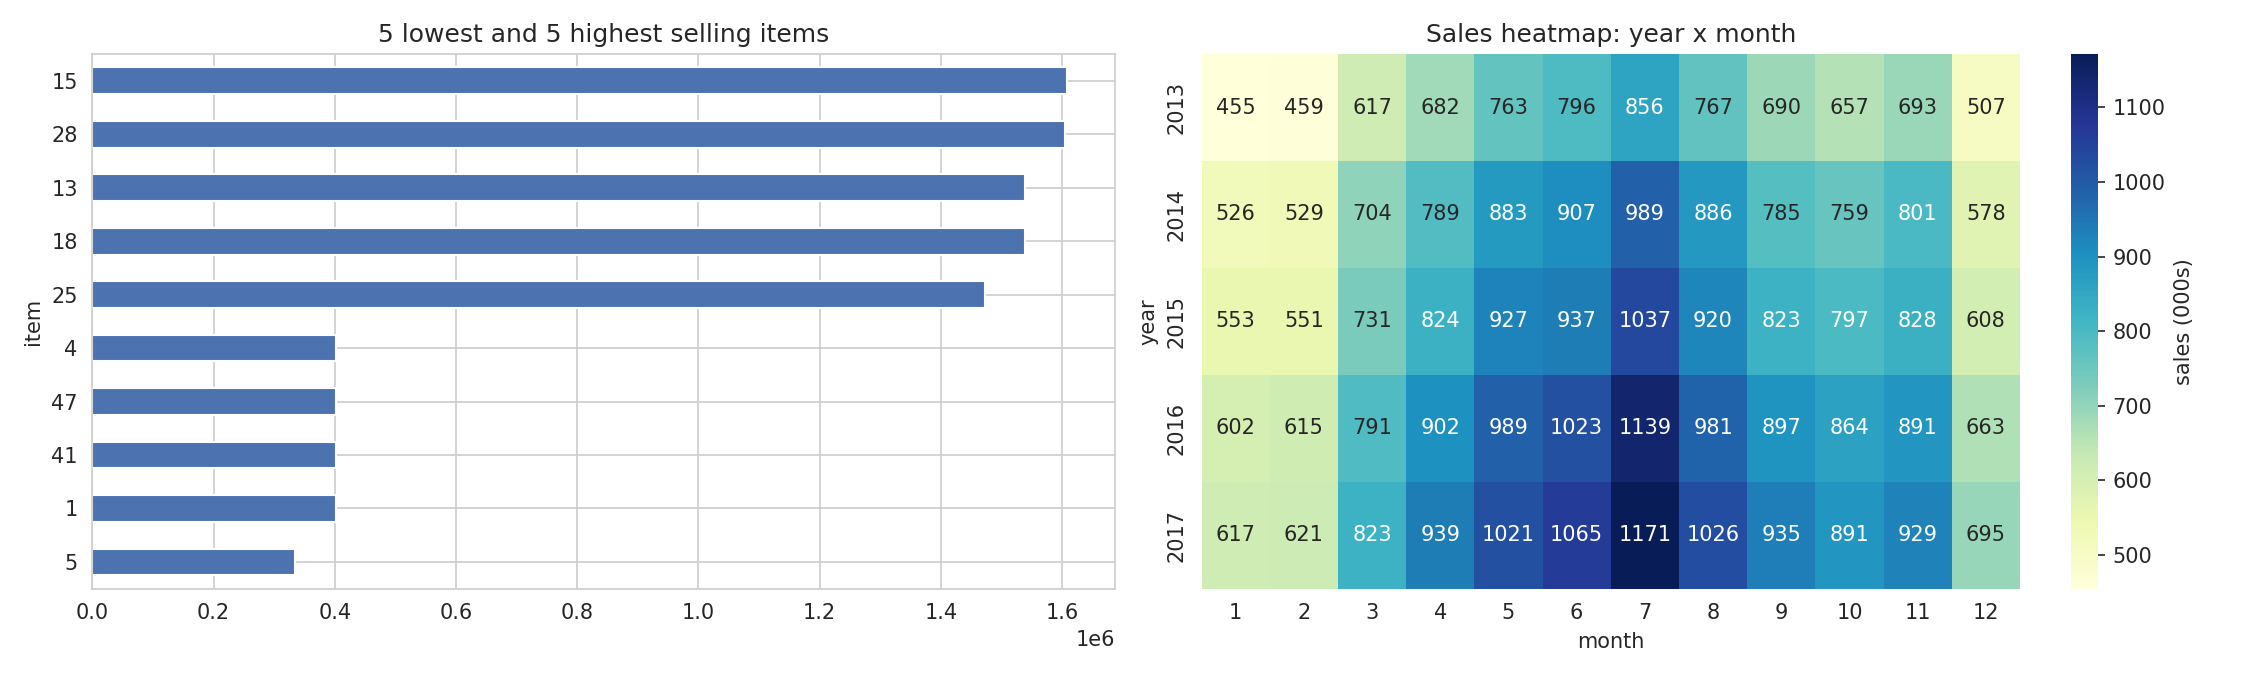 5 lowest and 5 highest selling items
item
15
28
13
18
25
4
47
41
1
5
0.0 0.2 0.4 0.6 0.8 1.0 1.2 1.4 1.6
1e6
Sales heatmap: year x month
year
2013 455 459 617 682 763 796 856 767 690 657 693 507
2014 526 529 704 789 883 907 989 886 785 759 801 578
2015 553 551 731 824 927 937 1037 920 823 797 828 608
2016 602 615 791 902 989 1023 1139 981 897 864 891 663
2017 617 621 823 939 1021 1065 1171 1026 935 891 929 695
1 2 3 4 5 6 7 8 9 10 11 12
month
1100
1000
900
800
700
600
500
sales (000s)